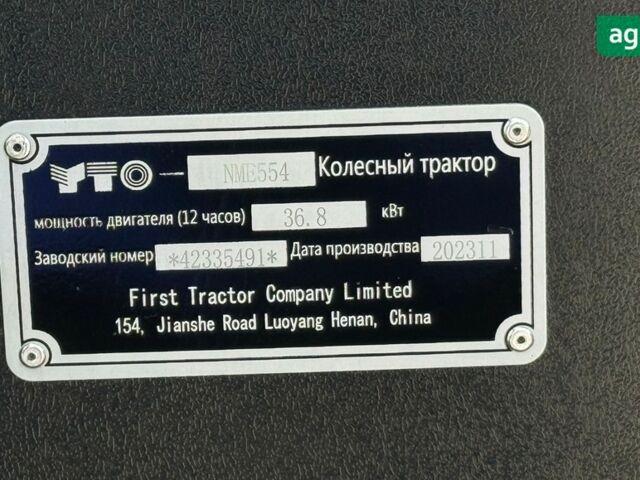 ag
YTO — NME554 Колесный трактор
мощность двигателя (12 часов) 36.8 кВт
Заводский номер *42335491* Дата производства 202311
First Tractor Company Limited
154, Jianshe Road Luoyang Henan, China